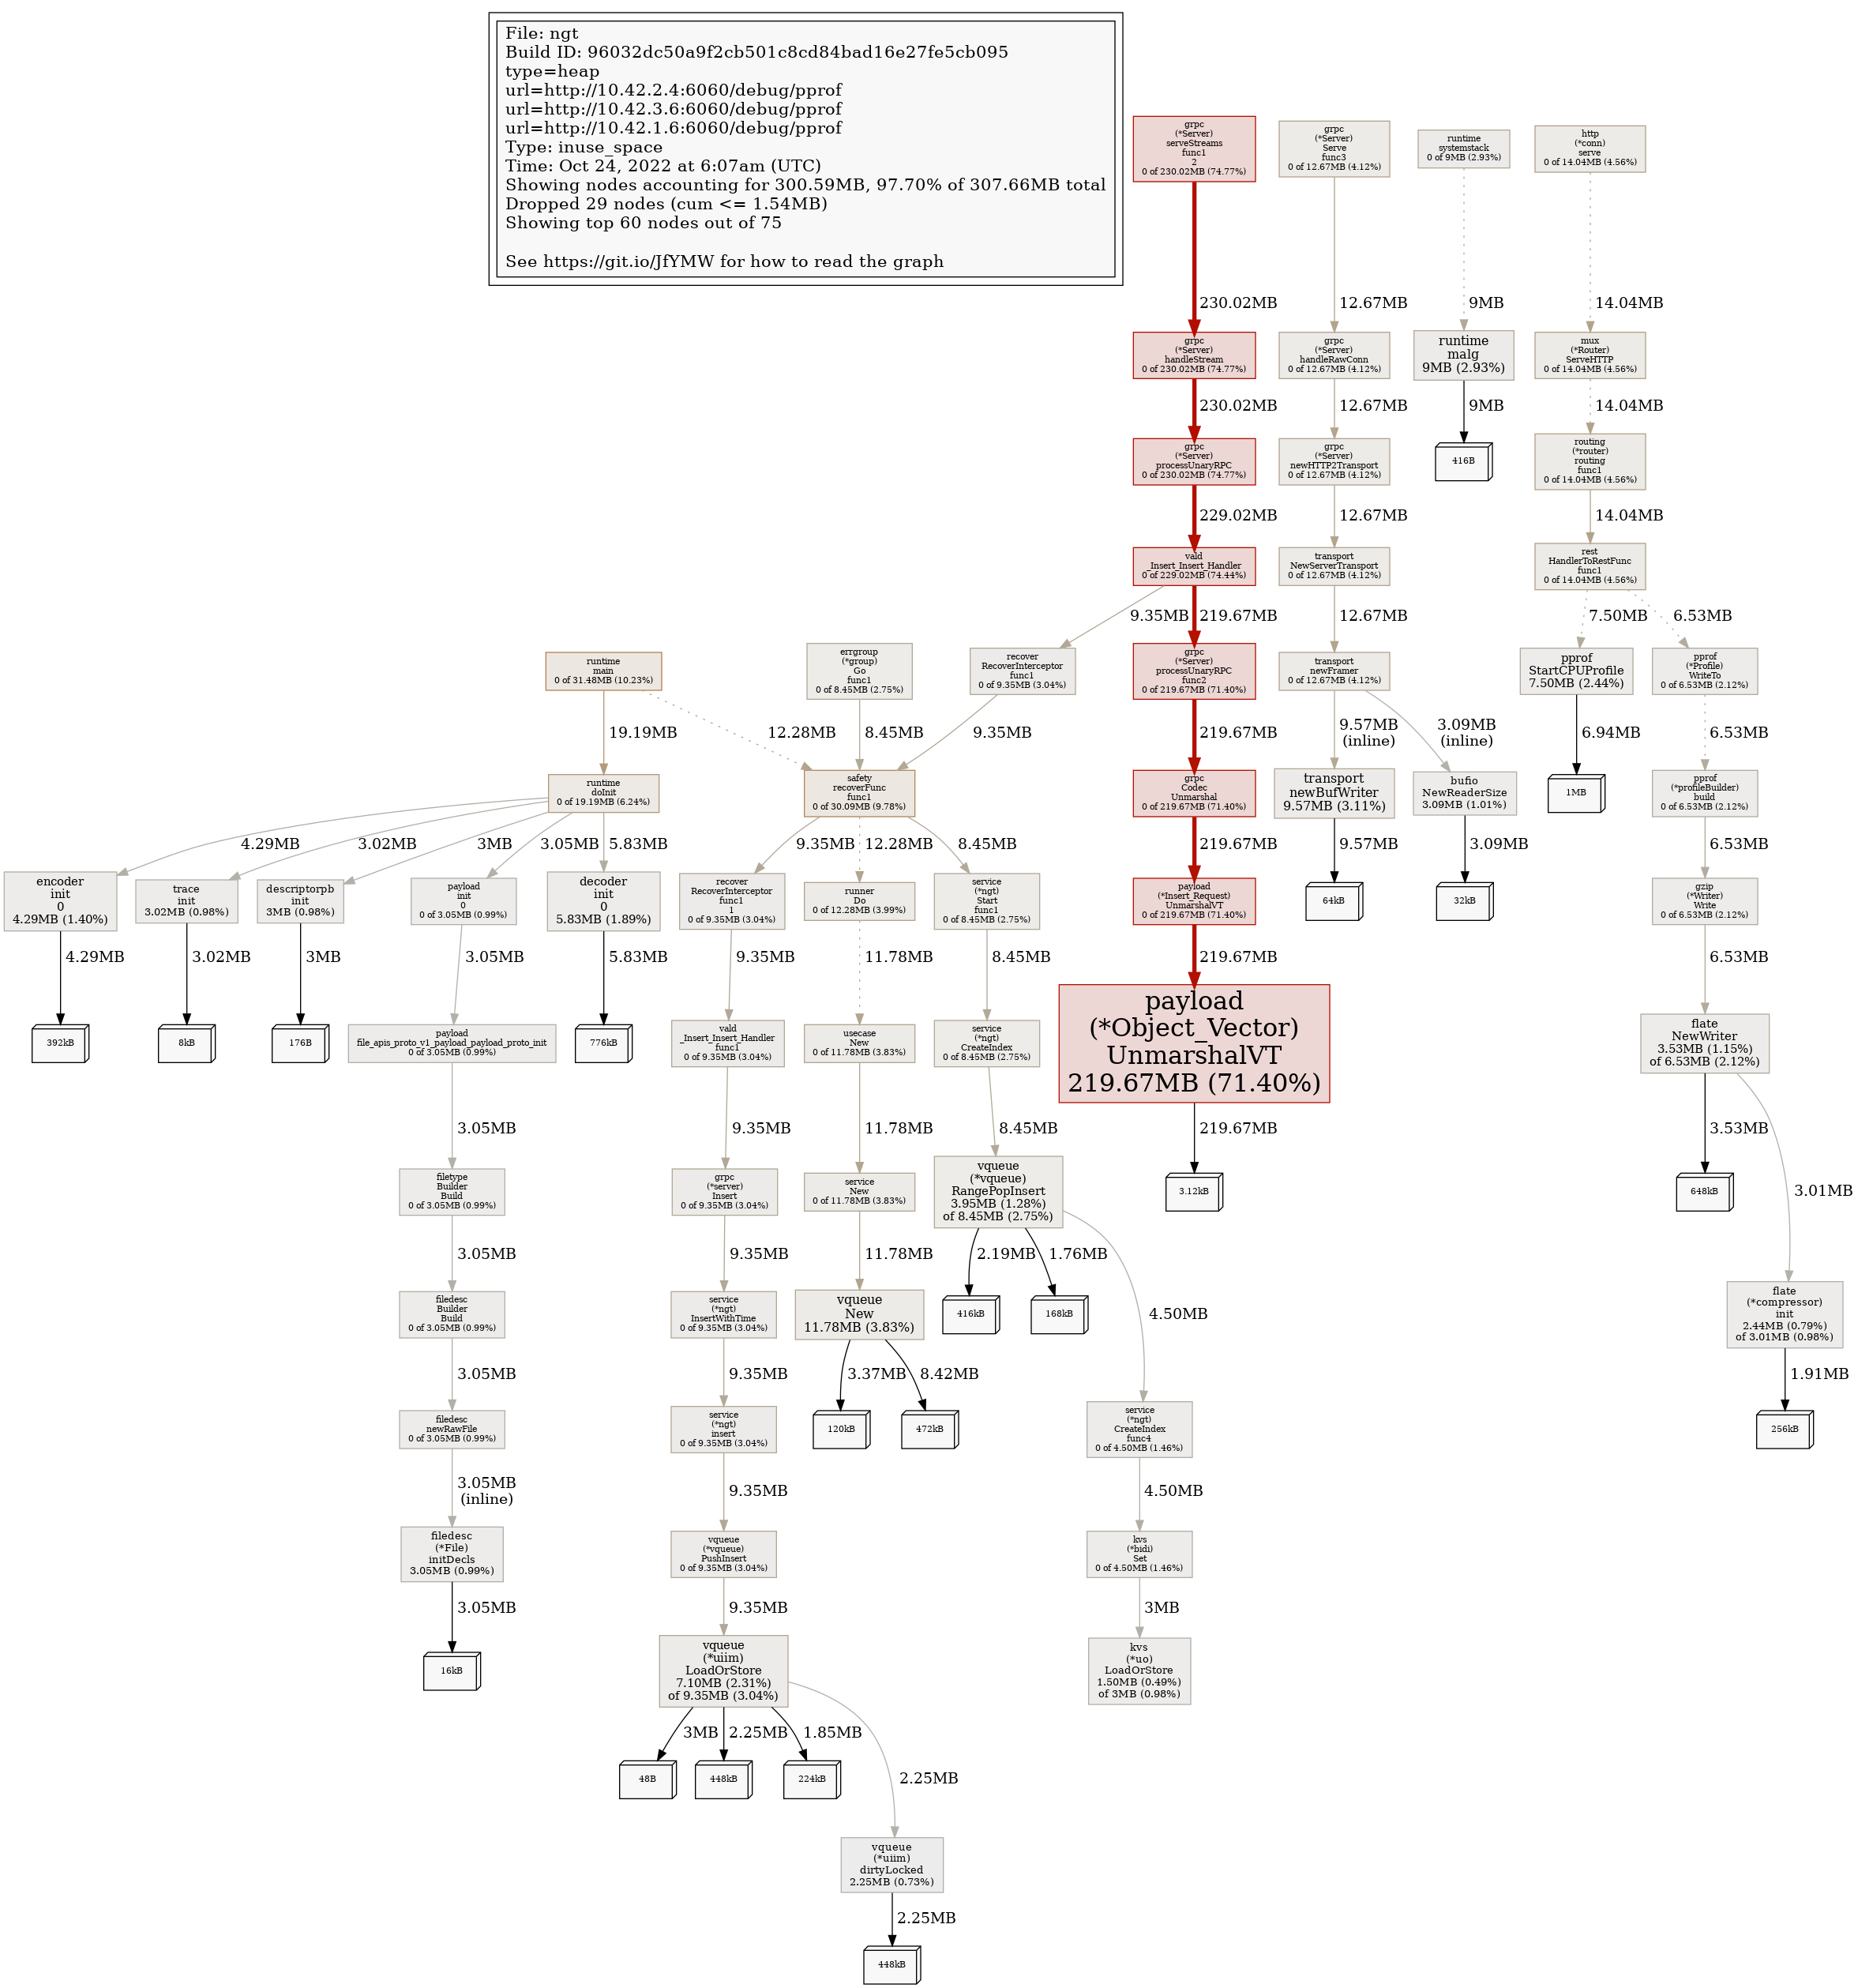 File: ngt
Build ID: 96032dc50a9f2cb501c8cd84bad16e27fe5cb095
type=heap
url=http://10.42.2.4:6060/debug/pprof
url=http://10.42.3.6:6060/debug/pprof
url=http://10.42.1.6:6060/debug/pprof
Type: inuse_space
Time: Oct 24, 2022 at 6:07am (UTC)
Showing nodes accounting for 300.59MB, 97.70% of 307.66MB total
Dropped 29 nodes (cum <= 1.54MB)
Showing top 60 nodes out of 75
See https://git.io/JfYMW for how to read the graph
grpc
(*Server)
serveStreams
func1
2
0 of 230.02MB (74.77%)
grpc
(*Server)
Serve
func3
0 of 12.67MB (4.12%)
runtime
systemstack
0 of 9MB (2.93%)
http
(*conn)
serve
0 of 14.04MB (4.56%)
230.02MB
12.67MB
9MB
14.04MB
grpc
(*Server)
handleStream
0 of 230.02MB (74.77%)
grpc
(*Server)
handleRawConn
0 of 12.67MB (4.12%)
runtime
malg
9MB (2.93%)
mux
(*Router)
ServeHTTP
0 of 14.04MB (4.56%)
230.02MB
12.67MB
9MB
14.04MB
grpc
(*Server)
processUnaryRPC
0 of 230.02MB (74.77%)
grpc
(*Server)
newHTTP2Transport
0 of 12.67MB (4.12%)
416B
routing
(*router)
routing
func1
0 of 14.04MB (4.56%)
229.02MB
12.67MB
14.04MB
vald
_Insert_Insert_Handler
0 of 229.02MB (74.44%)
transport
NewServerTransport
0 of 12.67MB (4.12%)
rest
HandlerToRestFunc
func1
0 of 14.04MB (4.56%)
9.35MB
219.67MB
12.67MB
7.50MB
6.53MB
runtime
main
0 of 31.48MB (10.23%)
errgroup
(*group)
Go
func1
0 of 8.45MB (2.75%)
recover
RecoverInterceptor
func1
0 of 9.35MB (3.04%)
grpc
(*Server)
processUnaryRPC
func2
0 of 219.67MB (71.40%)
transport
newFramer
0 of 12.67MB (4.12%)
pprof
StartCPUProfile
7.50MB (2.44%)
pprof
(*Profile)
WriteTo
0 of 6.53MB (2.12%)
19.19MB
12.28MB
8.45MB
9.35MB
219.67MB
9.57MB
(inline)
3.09MB
(inline)
6.94MB
6.53MB
runtime
doInit
0 of 19.19MB (6.24%)
safety
recoverFunc
func1
0 of 30.09MB (9.78%)
grpc
Codec
Unmarshal
0 of 219.67MB (71.40%)
transport
newBufWriter
9.57MB (3.11%)
bufio
NewReaderSize
3.09MB (1.01%)
1MB
pprof
(*profileBuilder)
build
0 of 6.53MB (2.12%)
4.29MB
3.02MB
3MB
3.05MB
5.83MB
9.35MB
12.28MB
8.45MB
219.67MB
9.57MB
3.09MB
6.53MB
encoder
init
0
4.29MB (1.40%)
trace
init
3.02MB (0.98%)
descriptorpb
init
3MB (0.98%)
payload
init
0
0 of 3.05MB (0.99%)
decoder
init
0
5.83MB (1.89%)
recover
RecoverInterceptor
func1
1
0 of 9.35MB (3.04%)
runner
Do
0 of 12.28MB (3.99%)
service
(*ngt)
Start
func1
0 of 8.45MB (2.75%)
payload
(*Insert_Request)
UnmarshalVT
0 of 219.67MB (71.40%)
64kB
32kB
gzip
(*Writer)
Write
0 of 6.53MB (2.12%)
4.29MB
3.02MB
3MB
3.05MB
5.83MB
9.35MB
11.78MB
8.45MB
219.67MB
6.53MB
392kB
8kB
176B
payload
file_apis_proto_v1_payload_payload_proto_init
0 of 3.05MB (0.99%)
776kB
vald
_Insert_Insert_Handler
func1
0 of 9.35MB (3.04%)
usecase
New
0 of 11.78MB (3.83%)
service
(*ngt)
CreateIndex
0 of 8.45MB (2.75%)
payload
(*Object_Vector)
UnmarshalVT
219.67MB (71.40%)
flate
NewWriter
3.53MB (1.15%)
of 6.53MB (2.12%)
3.05MB
9.35MB
11.78MB
8.45MB
219.67MB
3.53MB
3.01MB
filetype
Builder
Build
0 of 3.05MB (0.99%)
grpc
(*server)
Insert
0 of 9.35MB (3.04%)
service
New
0 of 11.78MB (3.83%)
vqueue
(*vqueue)
RangePopInsert
3.95MB (1.28%)
of 8.45MB (2.75%)
3.12kB
648kB
3.05MB
9.35MB
11.78MB
2.19MB
1.76MB
4.50MB
filedesc
Builder
Build
0 of 3.05MB (0.99%)
service
(*ngt)
InsertWithTime
0 of 9.35MB (3.04%)
vqueue
New
11.78MB (3.83%)
416kB
168kB
flate
(*compressor)
init
2.44MB (0.79%)
of 3.01MB (0.98%)
3.05MB
9.35MB
3.37MB
8.42MB
1.91MB
filedesc
newRawFile
0 of 3.05MB (0.99%)
service
(*ngt)
insert
0 of 9.35MB (3.04%)
120kB
472kB
service
(*ngt)
CreateIndex
func4
0 of 4.50MB (1.46%)
256kB
3.05MB
(inline)
9.35MB
4.50MB
filedesc
(*File)
initDecls
3.05MB (0.99%)
vqueue
(*vqueue)
PushInsert
0 of 9.35MB (3.04%)
kvs
(*bidi)
Set
0 of 4.50MB (1.46%)
3.05MB
9.35MB
3MB
16kB
vqueue
(*uiim)
LoadOrStore
7.10MB (2.31%)
of 9.35MB (3.04%)
kvs
(*uo)
LoadOrStore
1.50MB (0.49%)
of 3MB (0.98%)
3MB
2.25MB
1.85MB
2.25MB
48B
448kB
224kB
vqueue
(*uiim)
dirtyLocked
2.25MB (0.73%)
2.25MB
448kB